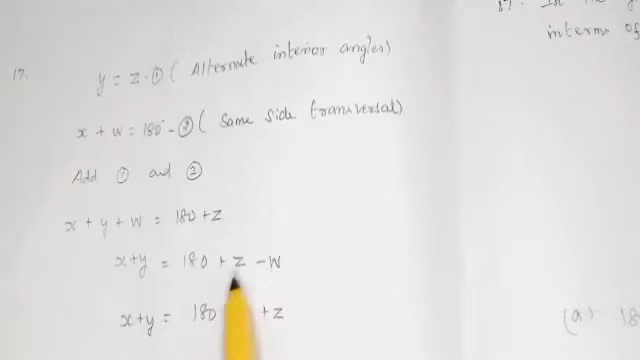 17.
y = z - ① ( Alternate interior angles)
x + w = 180° - ② ( Same side transversal)
Add ① and ②
x + y + w = 180 + z
x+y = 180 + z - w
x+y = 180 + z
interms of
(a) 18